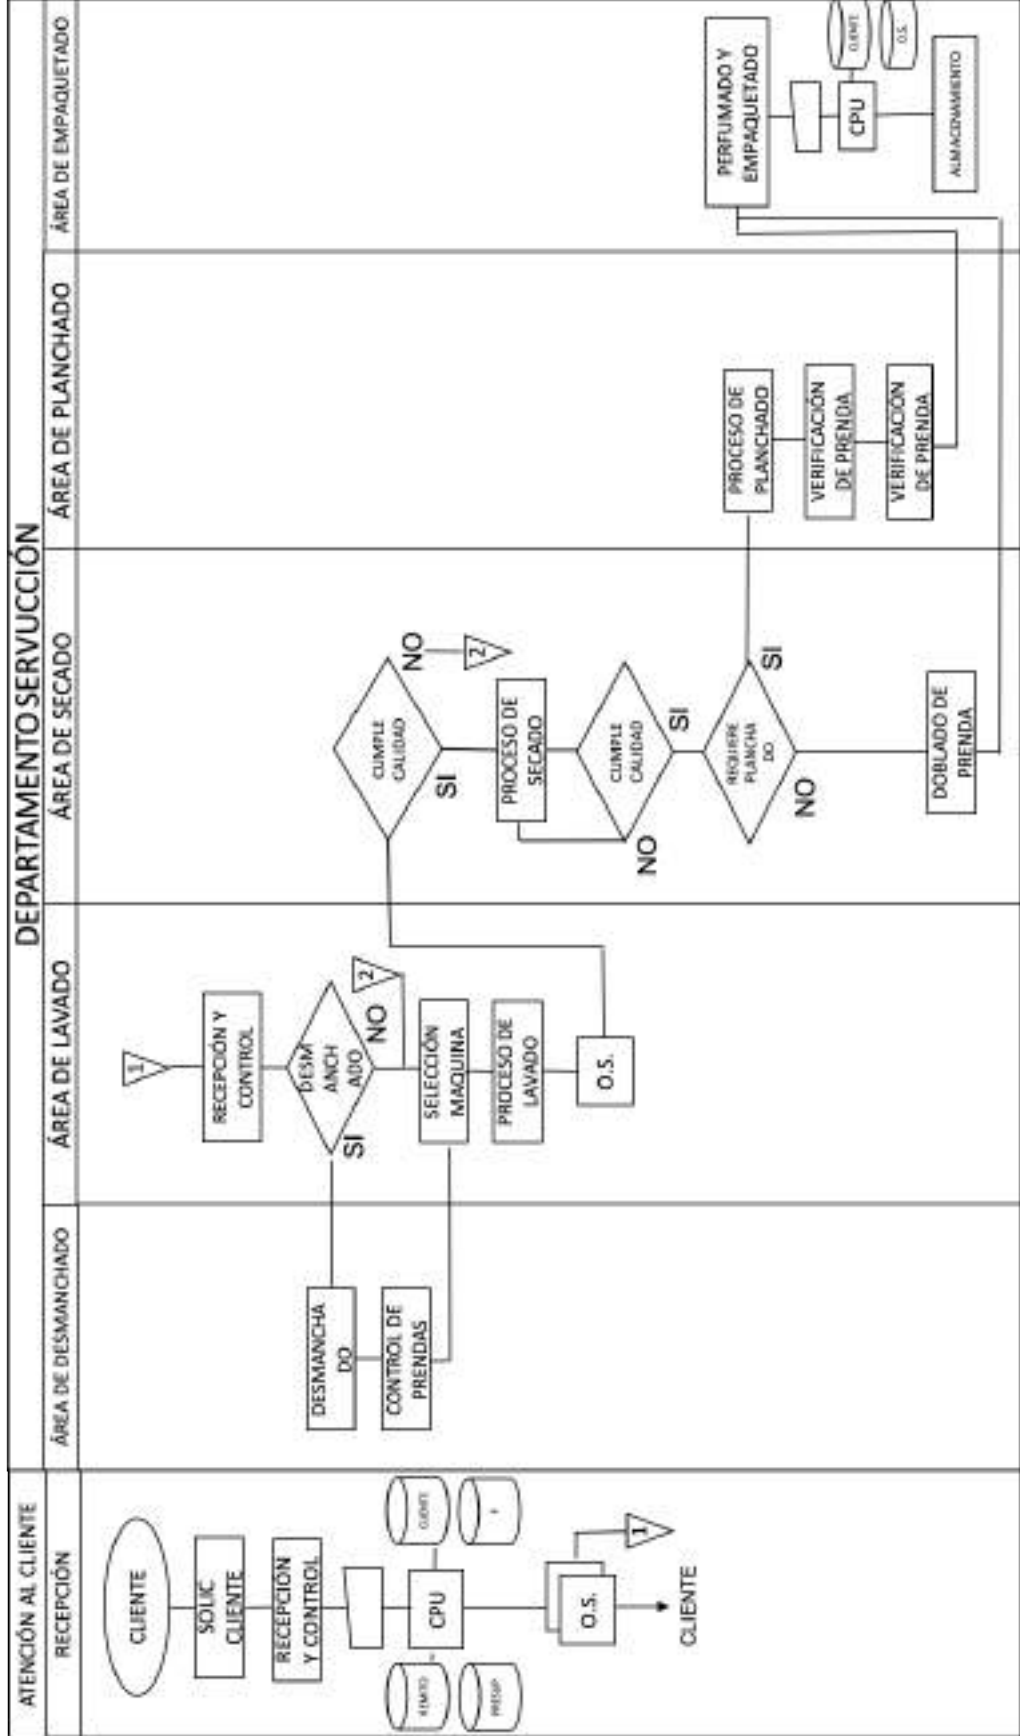 DEPARTAMENTO SERVUCCIÓN
ATENCIÓN AL CLIENTE
RECEPCIÓN
ÁREA DE DESMANCHADO
ÁREA DE LAVADO
ÁREA DE SECADO
ÁREA DE PLANCHADO
ÁREA DE EMPAQUETADO
CLIENTE
SOLIC
CLIENTE
RECEPCIÓN
Y CONTROL
CPU
REMITO
PRESUP
CLIENTE
F
O.S.
1
CLIENTE
DESMANCHA
DO
CONTROL DE
PRENDAS
1
RECEPCIÓN Y
CONTROL
DESM
ANCH
ADO
SI
NO
2
SELECCIÓN
MAQUINA
PROCESO DE
LAVADO
O.S.
CUMPLE
CALIDAD
NO
2
SI
PROCESO DE
SECADO
CUMPLE
CALIDAD
NO
SI
REQUIERE
PLANCHA
DO
SI
NO
DOBLADO DE
PRENDA
PROCESO DE
PLANCHADO
VERIFICACIÓN
DE PRENDA
VERIFICACIÓN
DE PRENDA
PERFUMADO Y
EMPAQUETADO
CPU
CLIENTE
O.S.
ALMACENAMIENTO